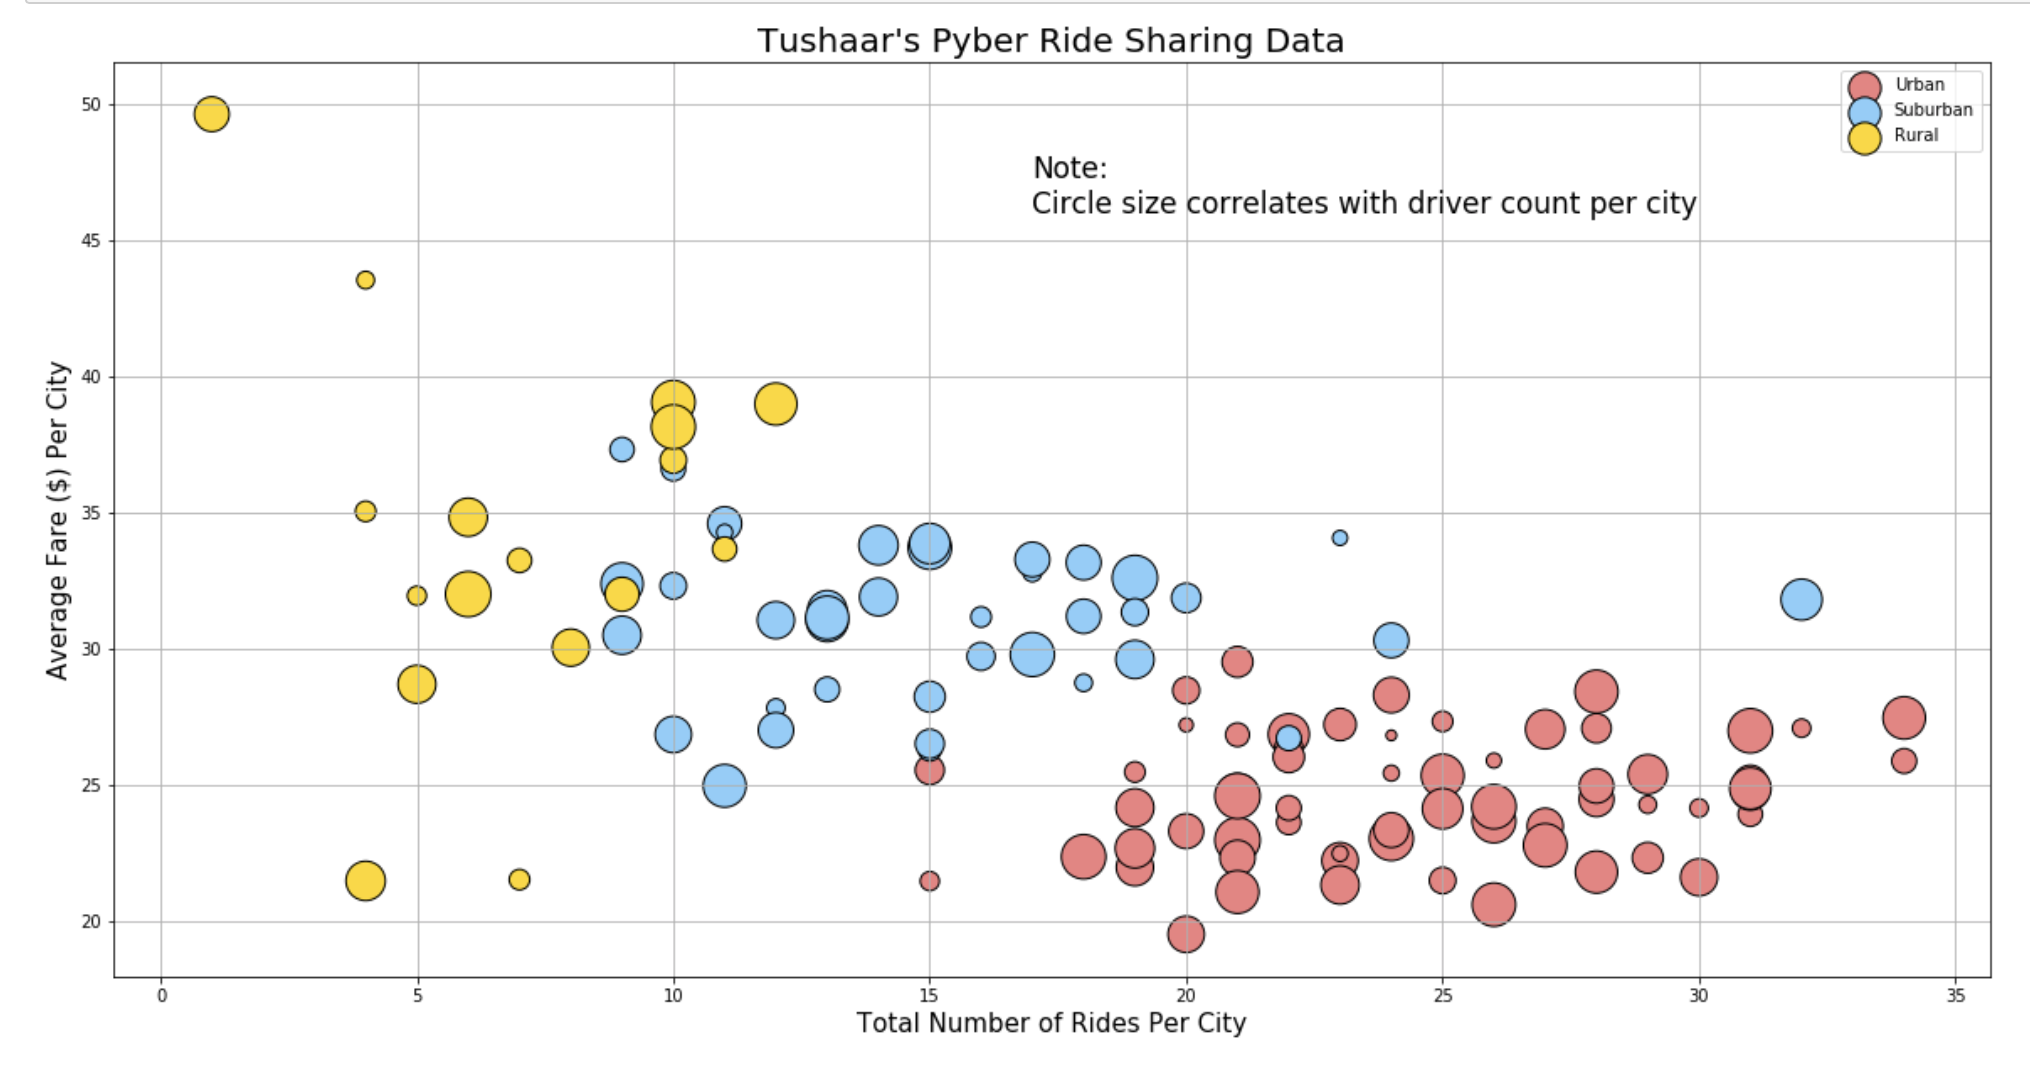 Tushaar's Pyber Ride Sharing Data
Urban
Suburban
Rural
Note:
Circle size correlates with driver count per city
Average Fare ($) Per City
50
45
40
35
30
25
20
0
5
10
15
20
25
30
35
Total Number of Rides Per City